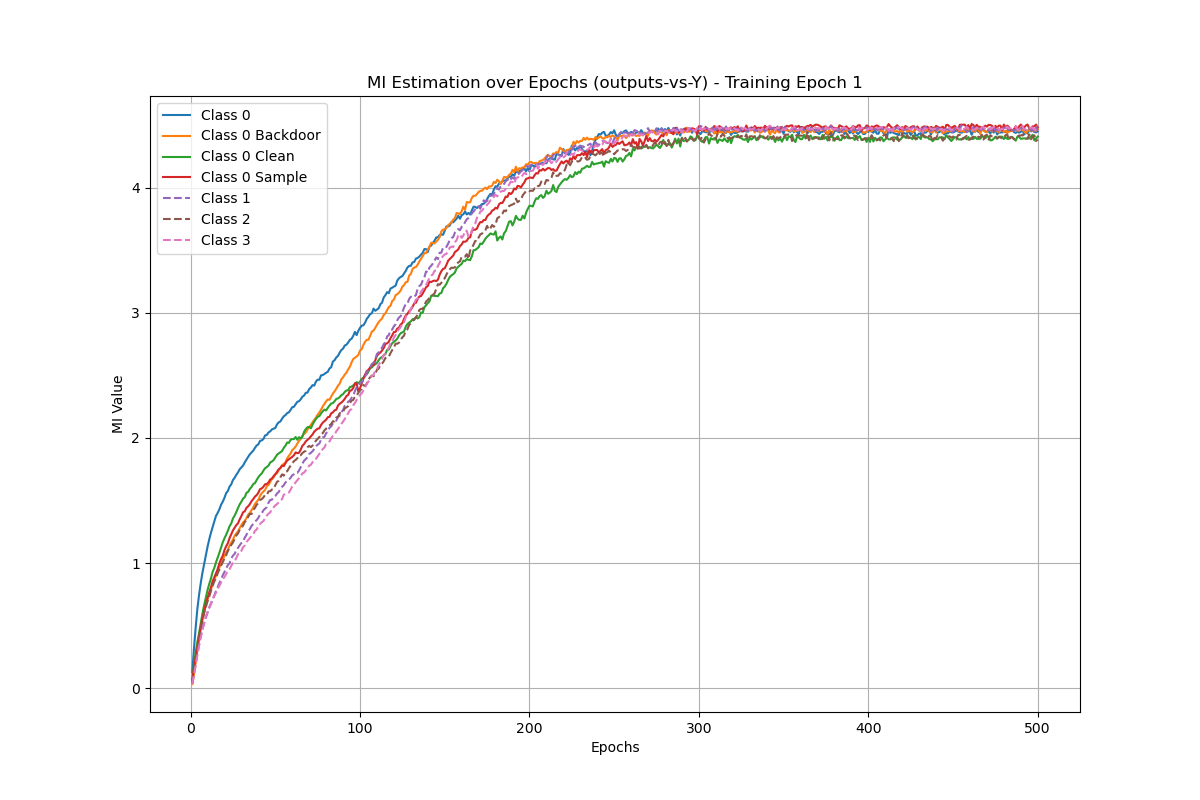 MI Estimation over Epochs (outputs-vs-Y) - Training Epoch 1
Class 0
Class 0 Backdoor
Class 0 Clean
Class 0 Sample
Class 1
Class 2
Class 3
MI Value
4
3
2
1
0
0 100 200 300 400 500
Epochs